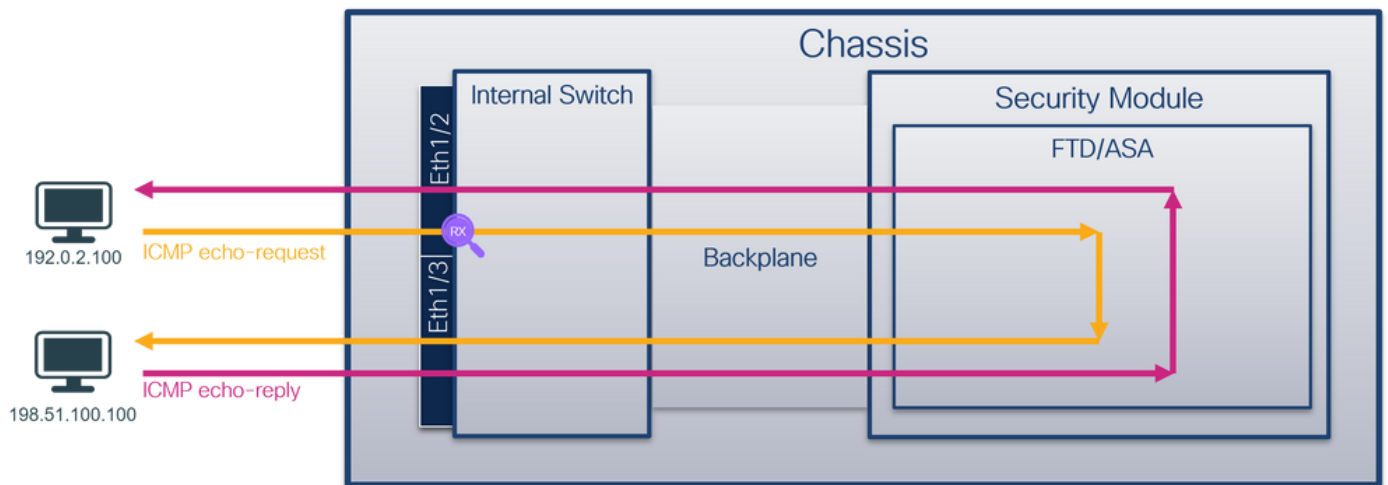 Chassis
Internal Switch
Security Module
FTD/ASA
Eth1/2
192.0.2.100
ICMP echo-request
RX
Backplane
Eth1/3
198.51.100.100
ICMP echo-reply